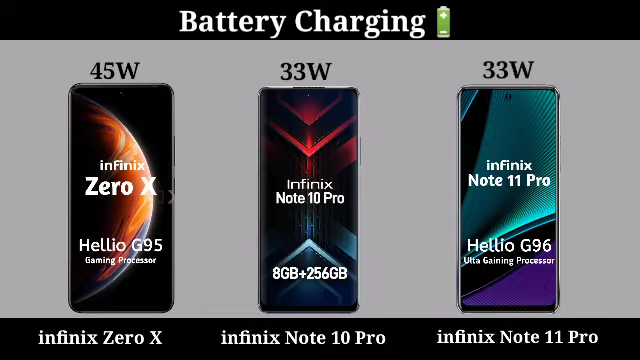 Battery Charging
45W
33W
33W
infinix
Zero X
Hellio G95
Gaming Processor
Infinix
Note 10 Pro
8GB+256GB
infinix
Note 11 Pro
Hellio G96
Ulta Gaining Processor
infinix Zero X
infinix Note 10 Pro
infinix Note 11 Pro